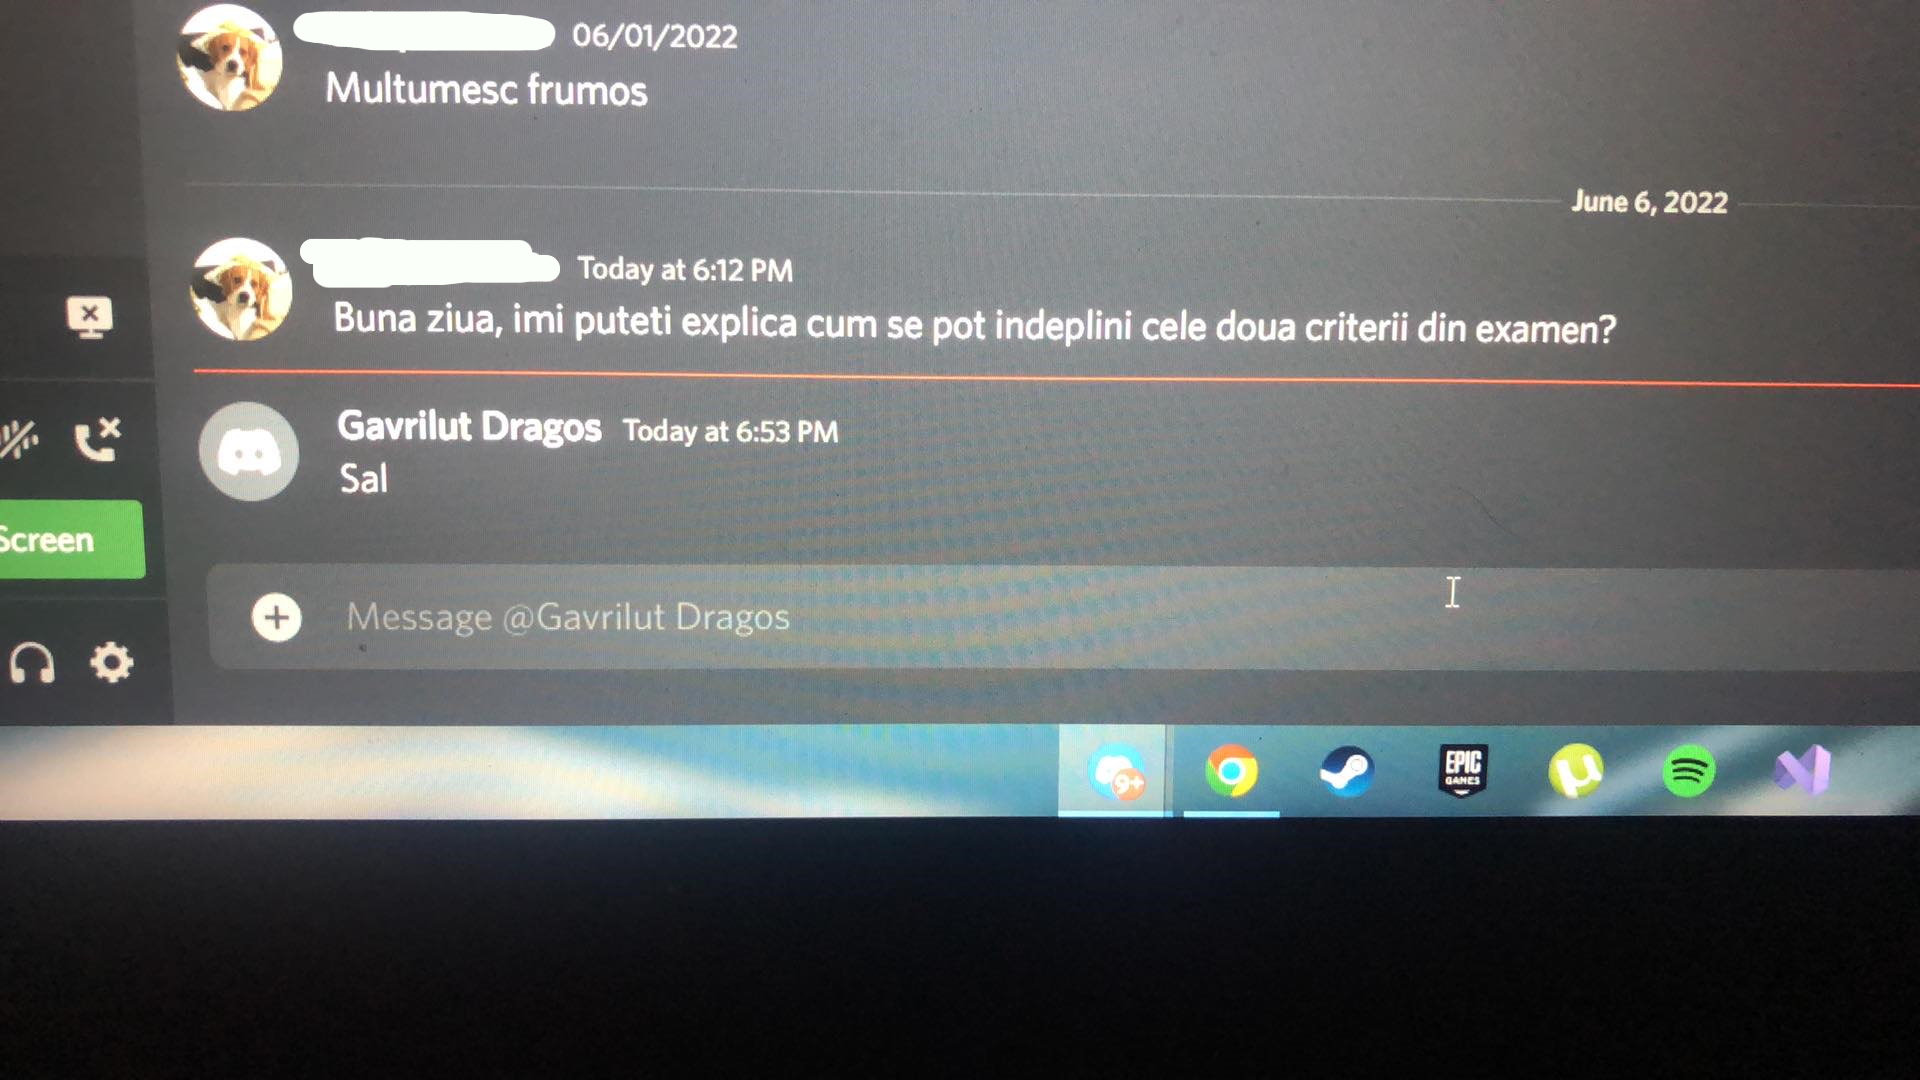 06/01/2022
Multumesc frumos
June 6, 2022
Today at 6:12 PM
Buna ziua, imi puteti explica cum se pot indeplini cele doua criterii din examen?
Gavrilut Dragos Today at 6:53 PM
Sal
Screen
Message @Gavrilut Dragos
9+
EPIC
GAMES